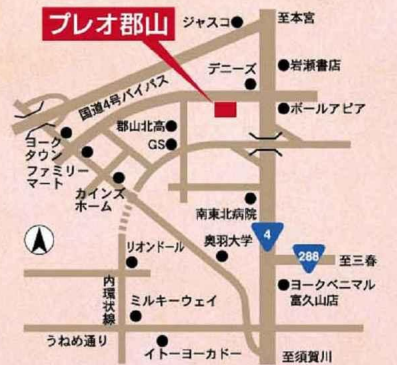 プレオ郡山
ジャスコ
至本宮
デニーズ
岩瀬書店
国道4号バイパス
ボールアピア
郡山北高
GS
ヨーク
タウン
ファミリー
マート
カインズ
ホーム
南東北病院
4
奥羽大学
288
至三春
リオンドール
内環状線
ヨークベニマル
富久山店
ミルキーウェイ
うねめ通り
イトーヨーカドー
至須賀川